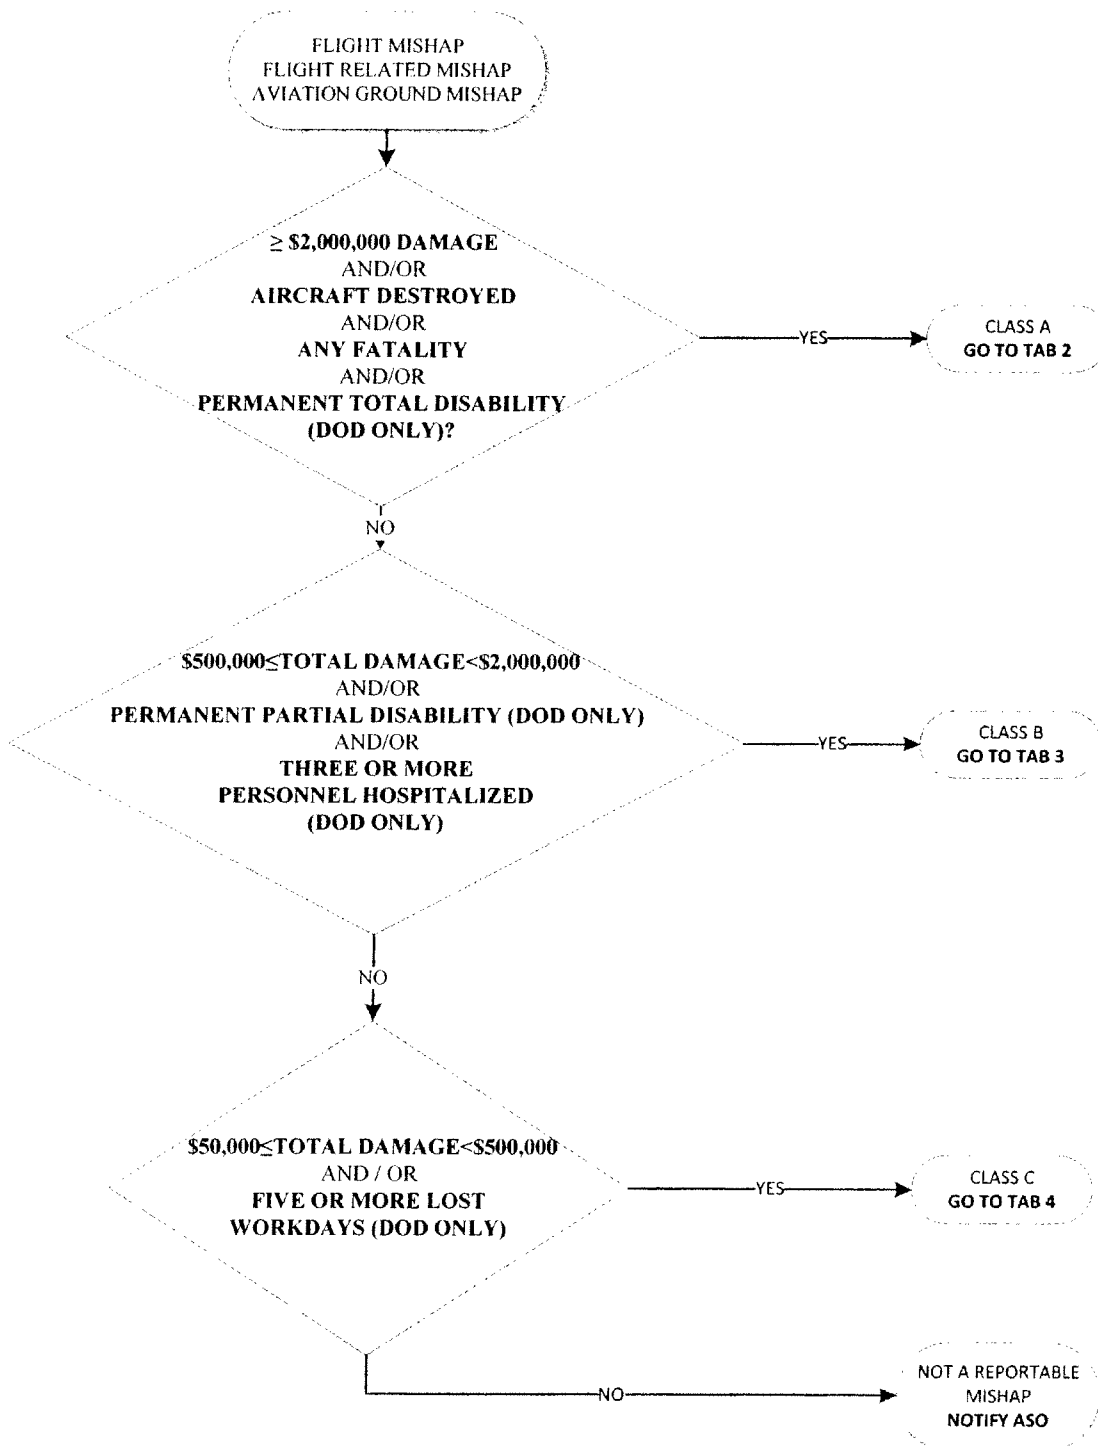 FLIGHT MISHAP
FLIGHT RELATED MISHAP
AVIATION GROUND MISHAP
≥ $2,000,000 DAMAGE
AND/OR
AIRCRAFT DESTROYED
AND/OR
ANY FATALITY
AND/OR
PERMANENT TOTAL DISABILITY
(DOD ONLY)?
YES
CLASS A
GO TO TAB 2
NO
$500,000≤TOTAL DAMAGE<$2,000,000
AND/OR
PERMANENT PARTIAL DISABILITY (DOD ONLY)
AND/OR
THREE OR MORE
PERSONNEL HOSPITALIZED
(DOD ONLY)
YES
CLASS B
GO TO TAB 3
NO
$50,000≤TOTAL DAMAGE<$500,000
AND / OR
FIVE OR MORE LOST
WORKDAYS (DOD ONLY)
YES
CLASS C
GO TO TAB 4
NO
NOT A REPORTABLE
MISHAP
NOTIFY ASO